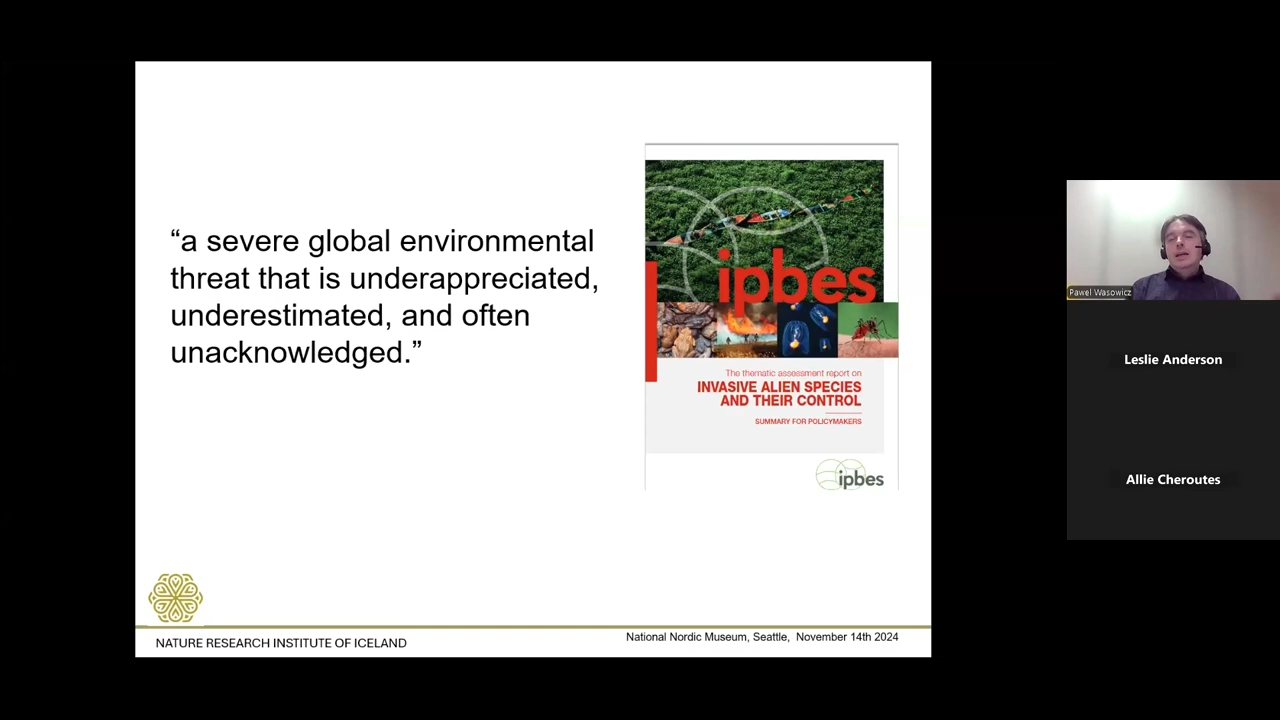 “a severe global environmental
threat that is underappreciated,
underestimated, and often
unacknowledged.”
ipbes
The thematic assessment report on
INVASIVE ALIEN SPECIES
AND THEIR CONTROL
SUMMARY FOR POLICYMAKERS
ipbes
NATURE RESEARCH INSTITUTE OF ICELAND
National Nordic Museum, Seattle, November 14th 2024
Pawel Wasowicz
Leslie Anderson
Allie Cheroutes